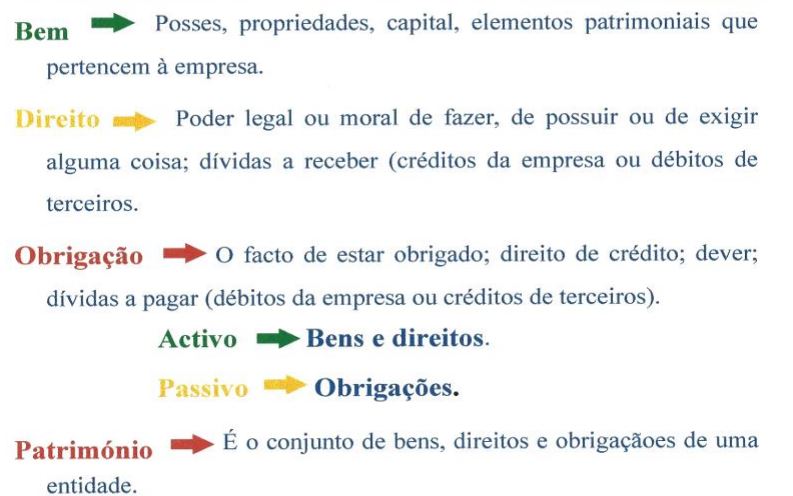 Bem Posses, propriedades, capital, elementos patrimoniais que
pertencem à empresa.
Direito Poder legal ou moral de fazer, de possuir ou de exigir
alguma coisa; dívidas a receber (créditos da empresa ou débitos de
terceiros.
Obrigação O facto de estar obrigado; direito de crédito; dever;
dívidas a pagar (débitos da empresa ou créditos de terceiros).
Activo Bens e direitos.
Passivo Obrigações.
Património É o conjunto de bens, direitos e obrigaçãoes de uma
entidade.